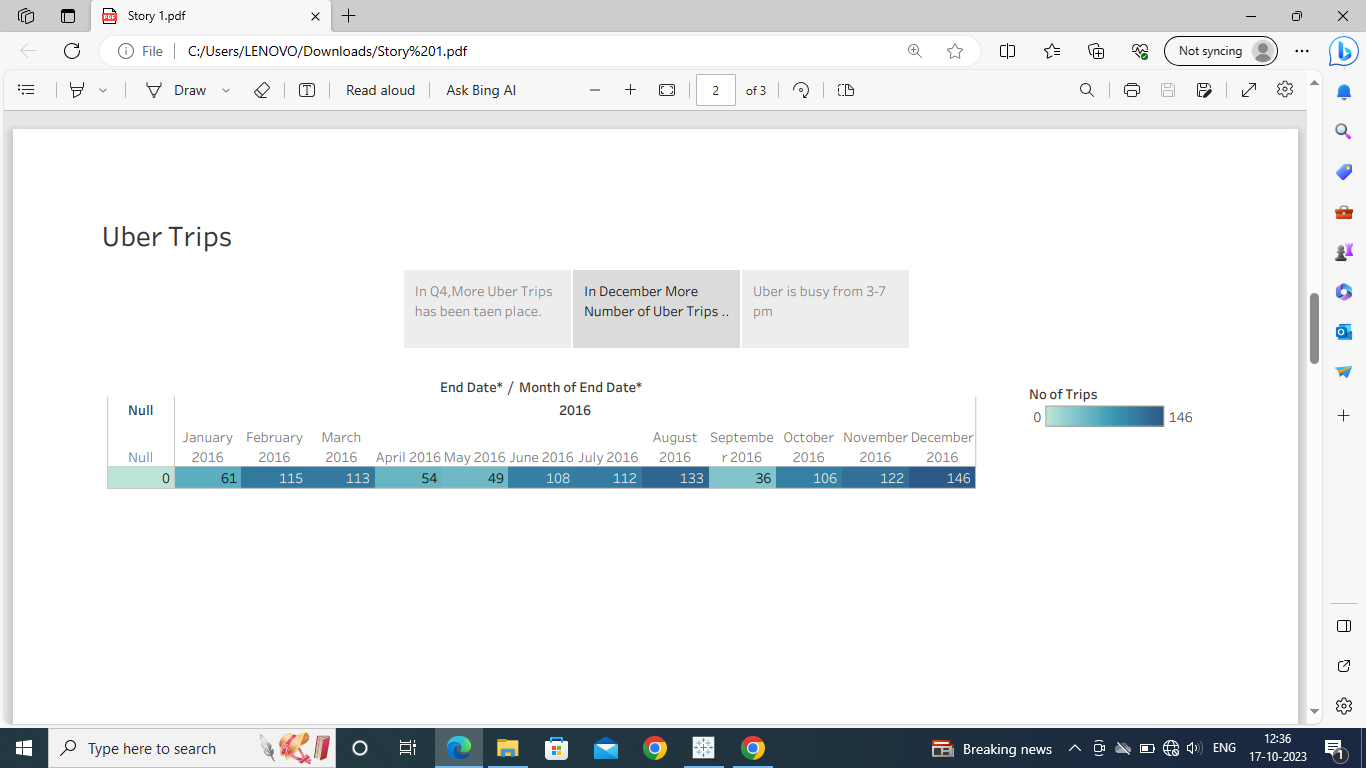 Story 1.pdf
File C:/Users/LENOVO/Downloads/Story%201.pdf Not syncing
Draw Read aloud Ask Bing AI 2 of 3
Uber Trips
In Q4,More Uber Trips
has been taen place.
In December More
Number of Uber Trips ..
Uber is busy from 3-7
pm
End Date* / Month of End Date*
Null 2016
Null
January
2016
February
2016
March
2016
April 2016
May 2016
June 2016
July 2016
August
2016
Septembe
r 2016
October
2016
November
2016
December
2016
0 61 115 113 54 49 108 112 133 36 106 122 146
No of Trips
0 146
Type here to search
Breaking news
ENG
12:36
17-10-2023
1